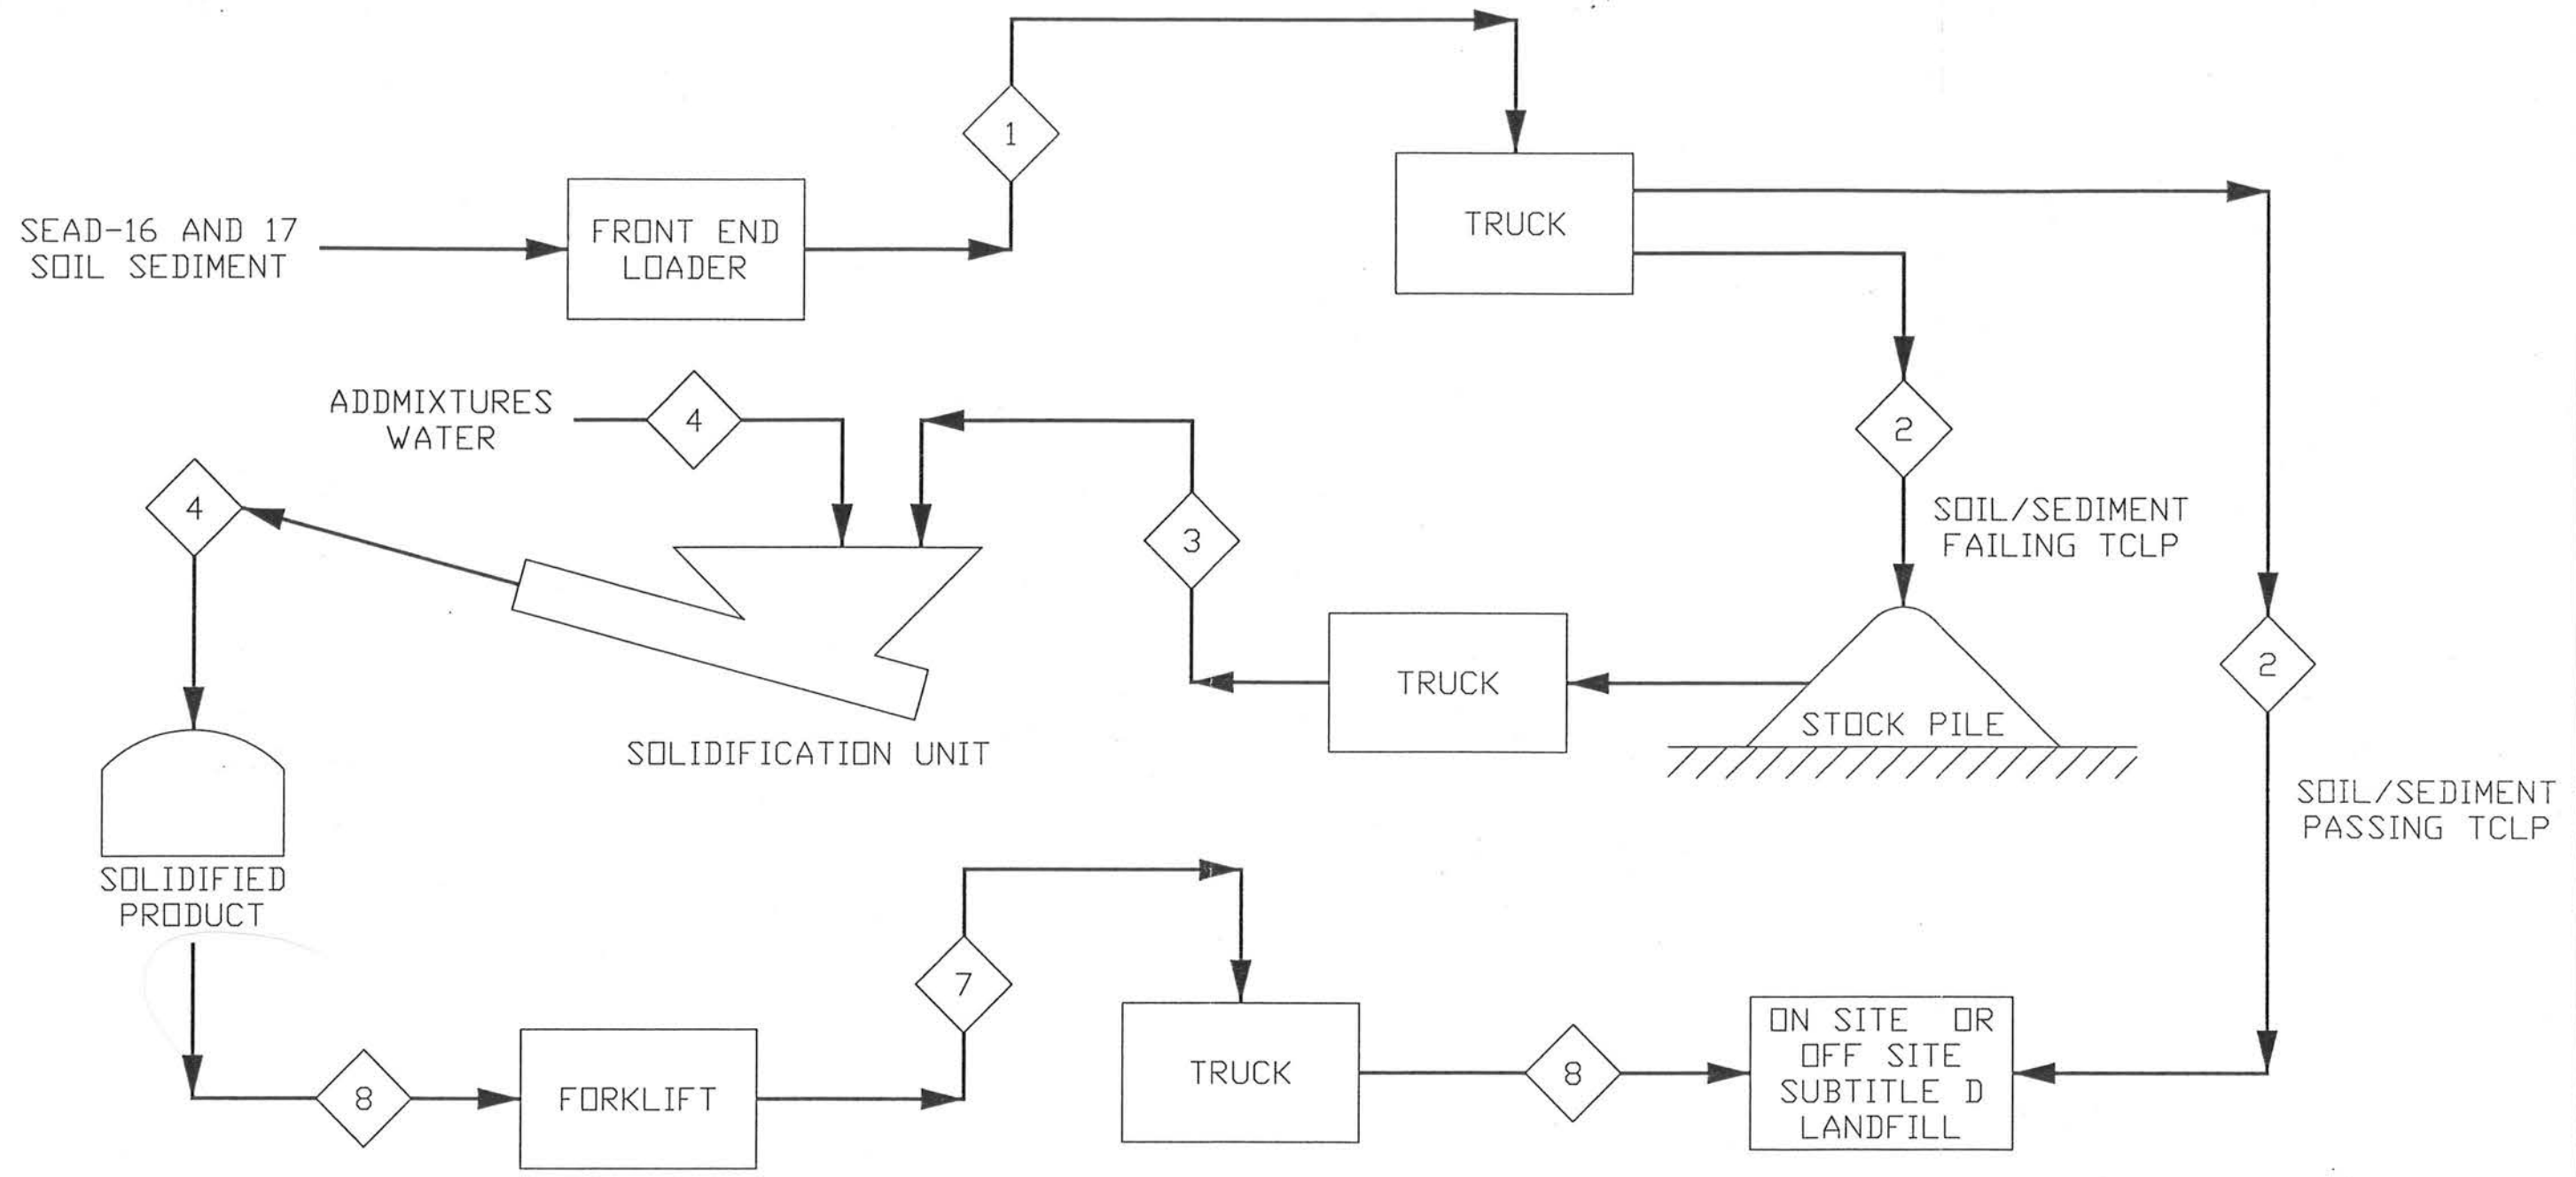 1
SEAD-16 AND 17
SOIL SEDIMENT
FRONT END
LOADER
TRUCK
ADDMIXTURES
WATER
4
2
4
3
SOIL/SEDIMENT
FAILING TCLP
TRUCK
STOCK PILE
2
SOLIDIFICATION UNIT
SOIL/SEDIMENT
PASSING TCLP
SOLIDIFIED
PRODUCT
7
8
FORKLIFT
TRUCK
8
ON SITE OR
OFF SITE
SUBTITLE D
LANDFILL